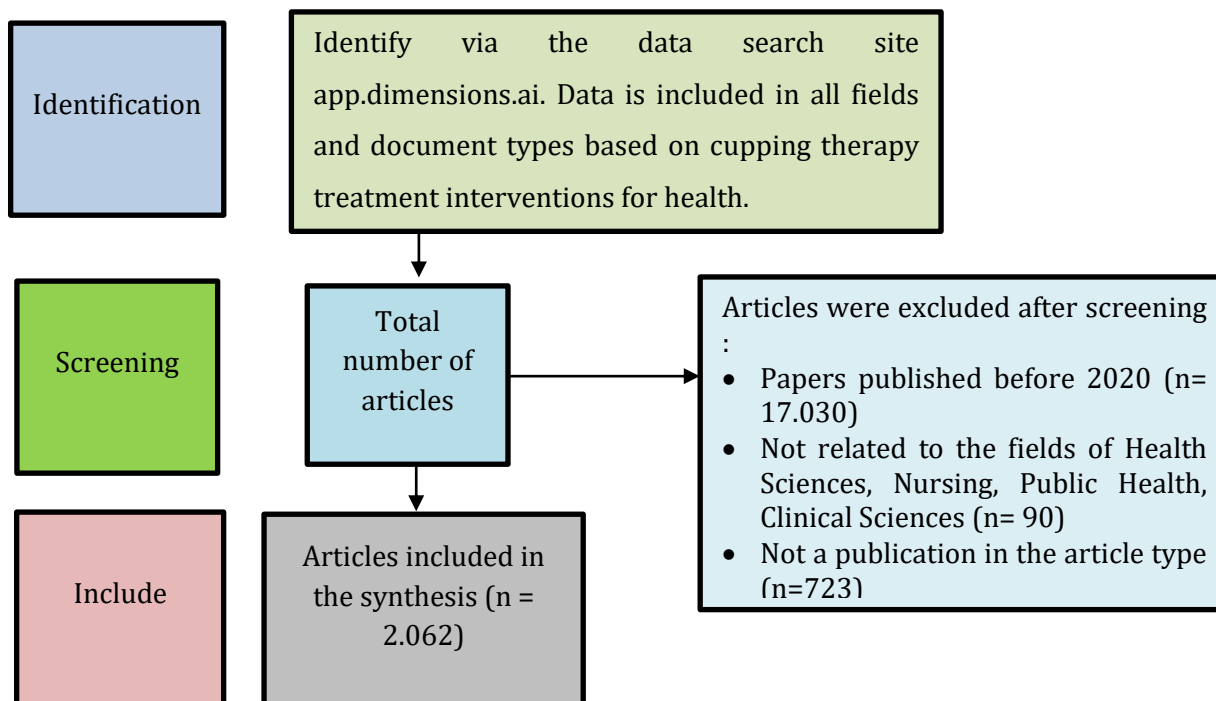 Identification
Identify via the data search site
app.dimensions.ai. Data is included in all fields
and document types based on cupping therapy
treatment interventions for health.
Screening
Total
number of
articles
Articles were excluded after screening
:
• Papers published before 2020 (n=
17.030)
• Not related to the fields of Health
Sciences, Nursing, Public Health,
Clinical Sciences (n= 90)
• Not a publication in the article type
(n=723)
Include
Articles included in
the synthesis (n =
2.062)